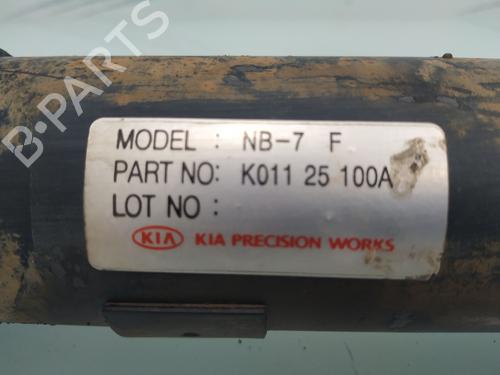 MODEL : NB-7 F
PART NO: K011 25 100A
LOT NO :
KIA KIA PRECISION WORKS
B-PARTS